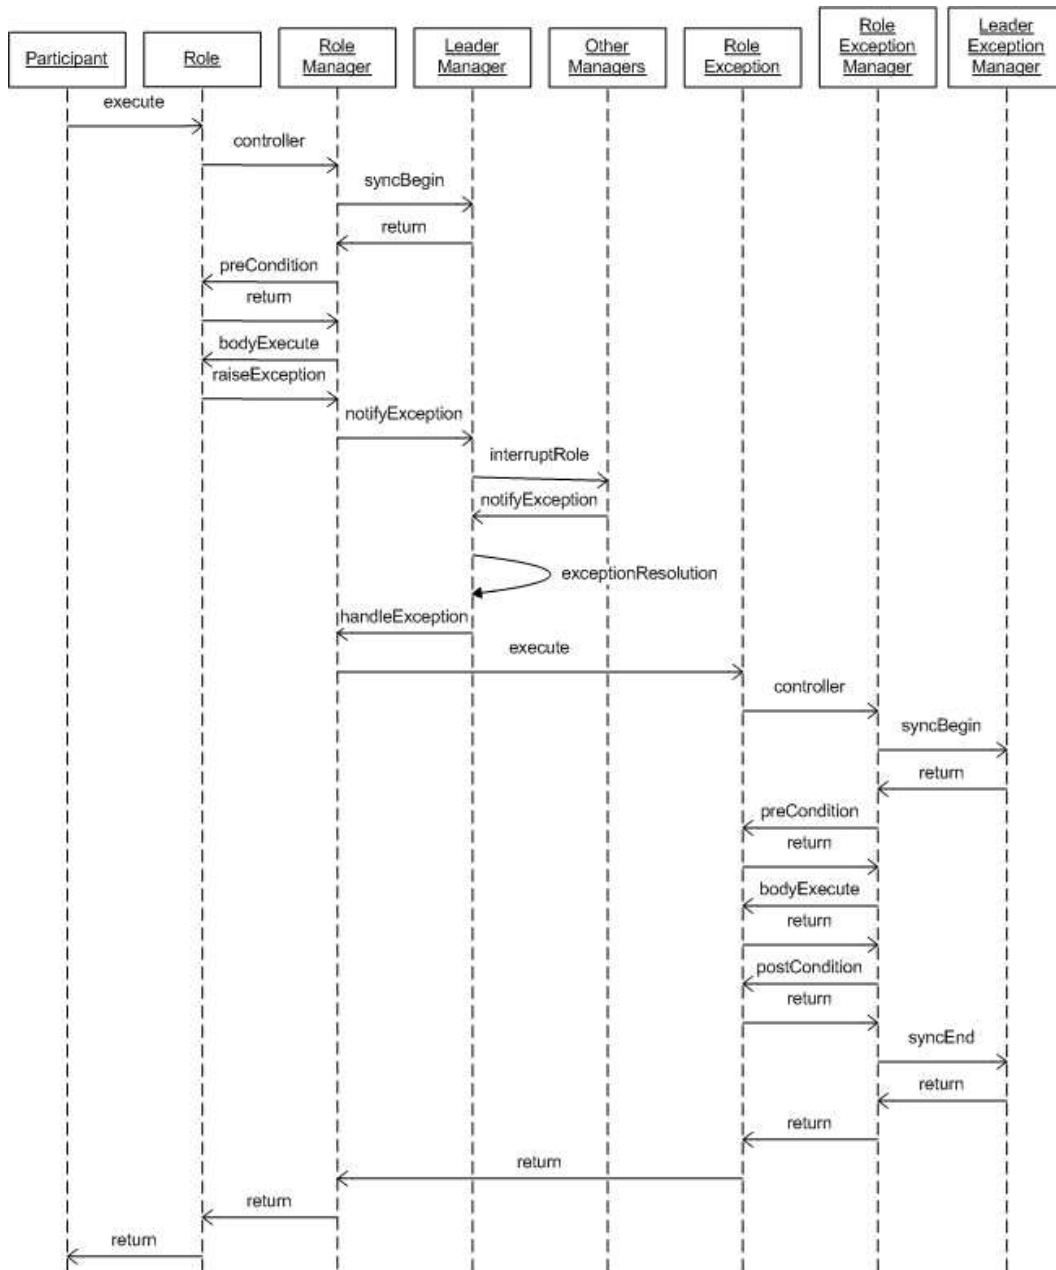 Participant
Role
Role
Manager
Leader
Manager
Other
Managers
Role
Exception
Role
Exception
Manager
Leader
Exception
Manager
execute
controller
syncBegin
return
preCondition
return
bodyExecute
raiseException
notifyException
interruptRole
notifyException
exceptionResolution
handleException
execute
controller
syncBegin
return
preCondition
return
bodyExecute
return
postCondition
return
syncEnd
return
return
return
return
return